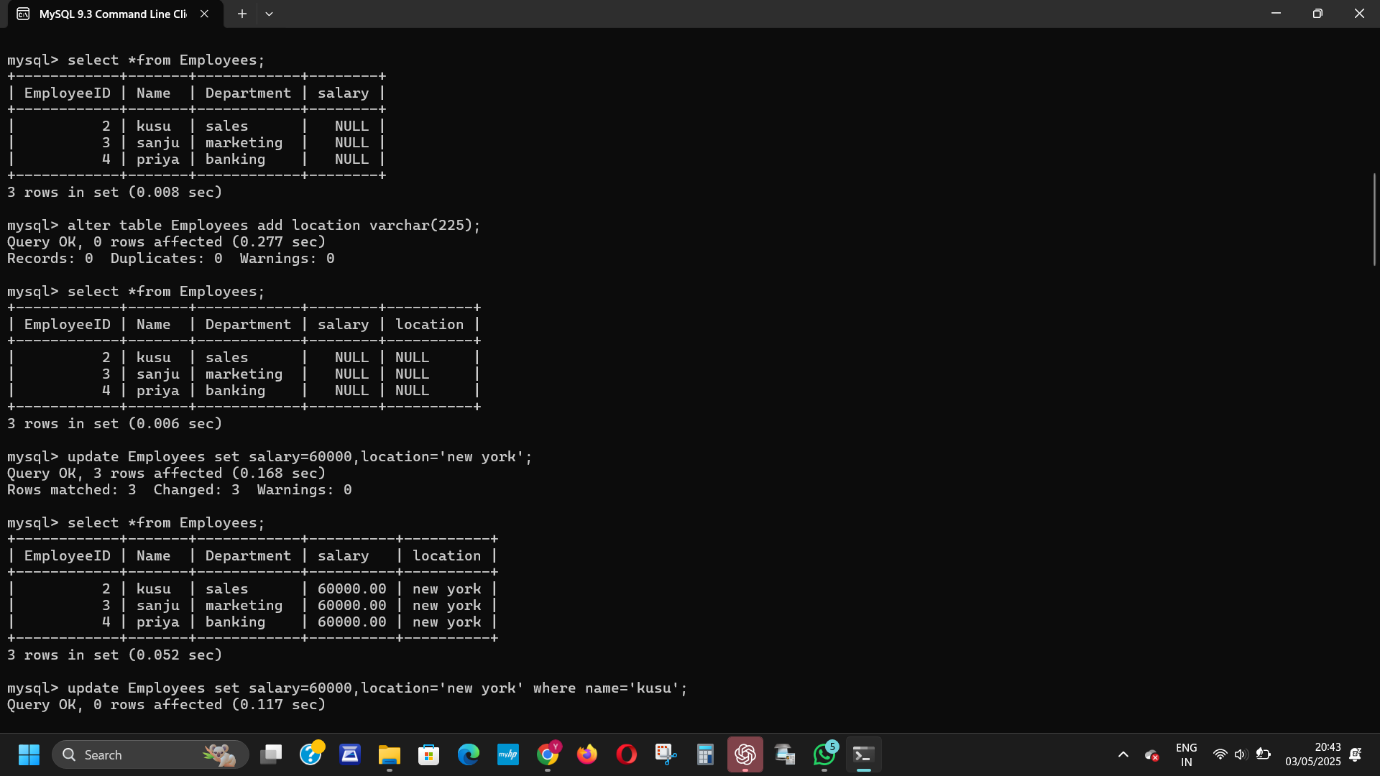 MySQL 9.3 Command Line Cli
mysql> select *from Employees;
+------------+-------+------------+--------+
| EmployeeID | Name  | Department | salary |
+------------+-------+------------+--------+
|          2 | kusu  | sales      |   NULL |
|          3 | sanju | marketing  |   NULL |
|          4 | priya | banking    |   NULL |
+------------+-------+------------+--------+
3 rows in set (0.008 sec)
mysql> alter table Employees add location varchar(225);
Query OK, 0 rows affected (0.277 sec)
Records: 0  Duplicates: 0  Warnings: 0
mysql> select *from Employees;
+------------+-------+------------+--------+----------+
| EmployeeID | Name  | Department | salary | location |
+------------+-------+------------+--------+----------+
|          2 | kusu  | sales      |   NULL | NULL     |
|          3 | sanju | marketing  |   NULL | NULL     |
|          4 | priya | banking    |   NULL | NULL     |
+------------+-------+------------+--------+----------+
3 rows in set (0.006 sec)
mysql> update Employees set salary=60000,location='new york';
Query OK, 3 rows affected (0.168 sec)
Rows matched: 3  Changed: 3  Warnings: 0
mysql> select *from Employees;
+------------+-------+------------+----------+----------+
| EmployeeID | Name  | Department | salary   | location |
+------------+-------+------------+----------+----------+
|          2 | kusu  | sales      | 60000.00 | new york |
|          3 | sanju | marketing  | 60000.00 | new york |
|          4 | priya | banking    | 60000.00 | new york |
+------------+-------+------------+----------+----------+
3 rows in set (0.052 sec)
mysql> update Employees set salary=60000,location='new york' where name='kusu';
Query OK, 0 rows affected (0.117 sec)
Search
myhp
Y
5
ENG
IN
20:43
03/05/2025